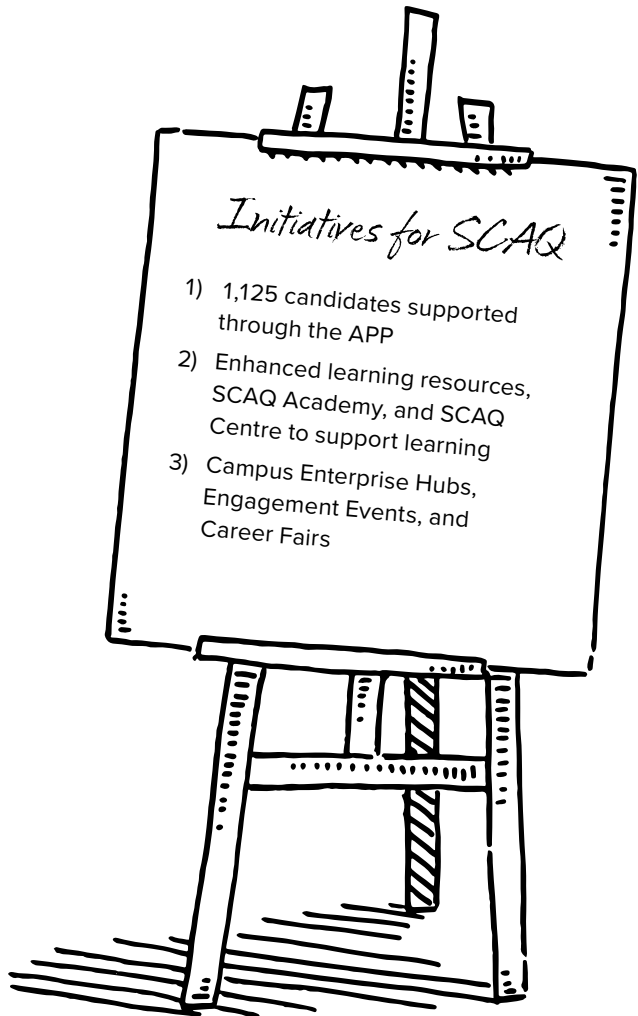 Initiatives for SCAQ
1) 1,125 candidates supported
through the APP
2) Enhanced learning resources,
SCAQ Academy, and SCAQ
Centre to support learning
3) Campus Enterprise Hubs,
Engagement Events, and
Career Fairs